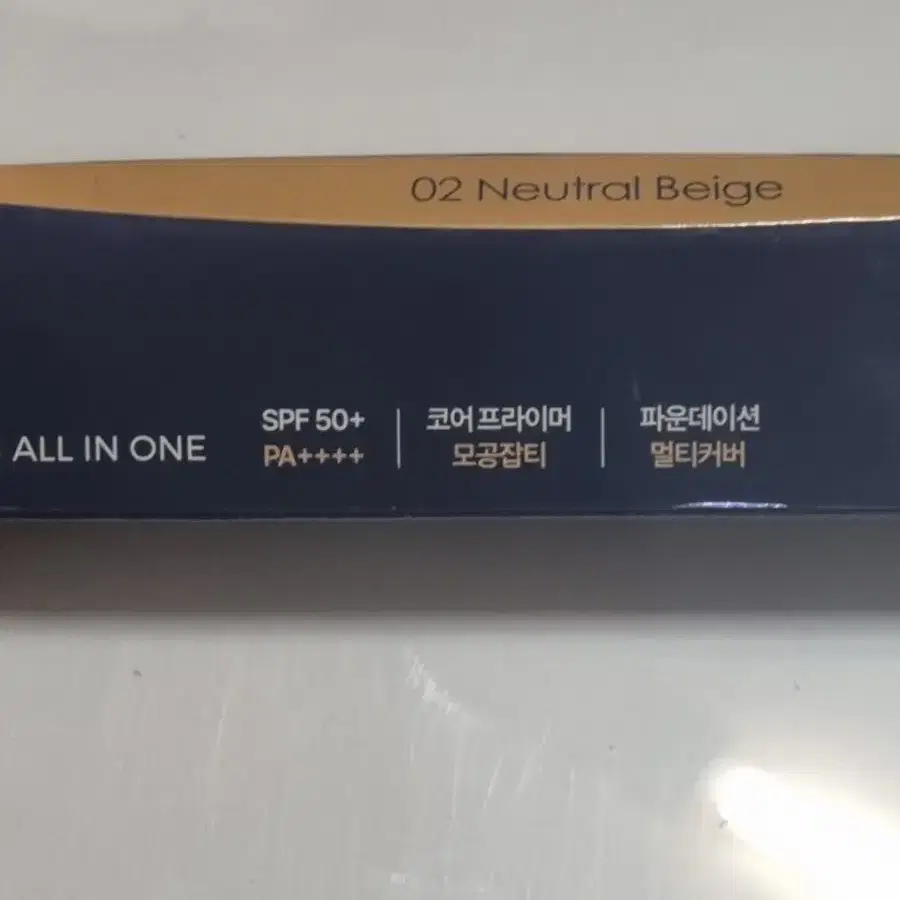 02 Neutral Beige
ALL IN ONE
SPF 50+
PA++++
코어프라이머
모공잡티
파운데이션
멀티커버